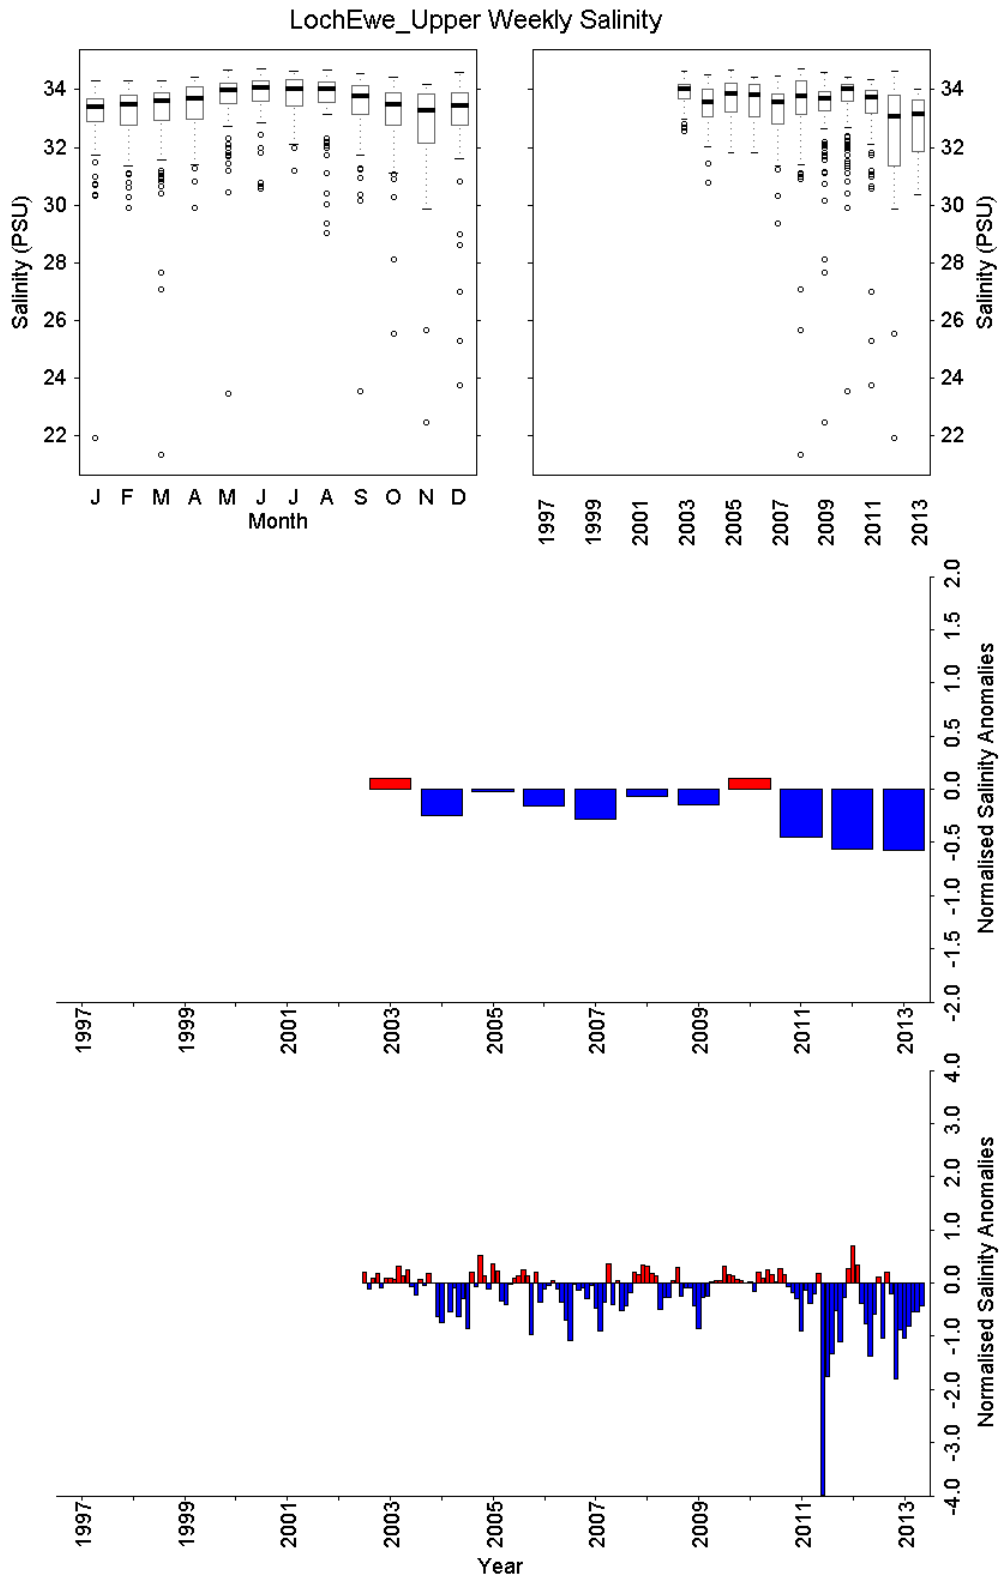 LochEwe_Upper Weekly Salinity
Salinity (PSU)
34
32
30
28
26
24
22
J F M A M J J A S O N D
Month
34
32
30
28
26
24
22
Salinity (PSU)
1997 1999 2001 2003 2005 2007 2009 2011 2013
2.0
1.5
1.0
0.5
0.0
-0.5
-1.0
-1.5
-2.0
Normalised Salinity Anomalies
1997 1999 2001 2003 2005 2007 2009 2011 2013
4.0
3.0
2.0
1.0
0.0
-1.0
-2.0
-3.0
-4.0
Normalised Salinity Anomalies
1997 1999 2001 2003 2005 2007 2009 2011 2013
Year